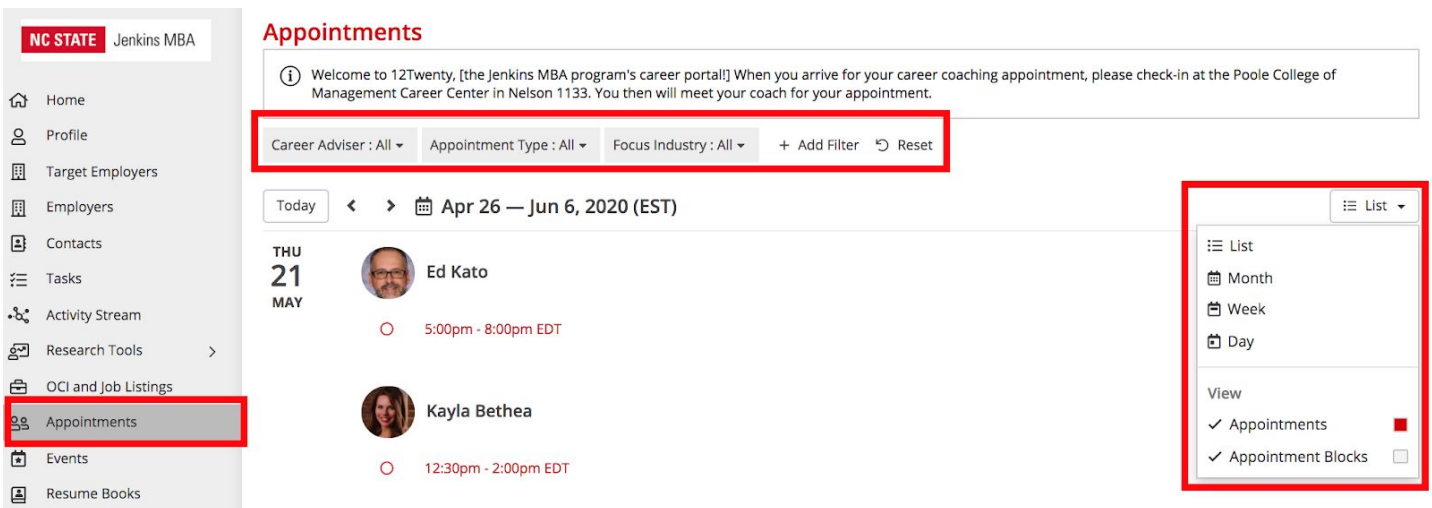 NC STATE Jenkins MBA
Home
Profile
Target Employers
Employers
Contacts
Tasks
Activity Stream
Research Tools
OCI and Job Listings
Appointments
Events
Resume Books
Appointments
Welcome to 12Twenty, [the Jenkins MBA program's career portal!] When you arrive for your career coaching appointment, please check-in at the Poole College of
Management Career Center in Nelson 1133. You then will meet your coach for your appointment.
Career Adviser : All Appointment Type : All Focus Industry : All + Add Filter Reset
Today Apr 26 — Jun 6, 2020 (EST) List
THU
21
MAY
Ed Kato
5:00pm - 8:00pm EDT
Kayla Bethea
12:30pm - 2:00pm EDT
List
Month
Week
Day
View
Appointments
Appointment Blocks